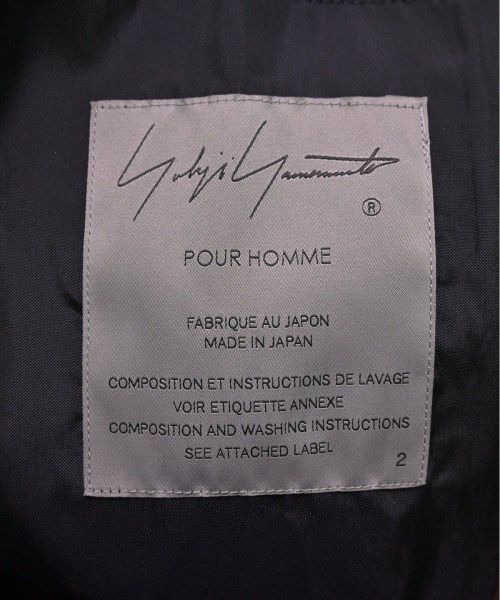 Yohji Yamamoto
®
POUR HOMME
FABRIQUE AU JAPON
MADE IN JAPAN
COMPOSITION ET INSTRUCTIONS DE LAVAGE
VOIR ETIQUETTE ANNEXE
COMPOSITION AND WASHING INSTRUCTIONS
SEE ATTACHED LABEL
2